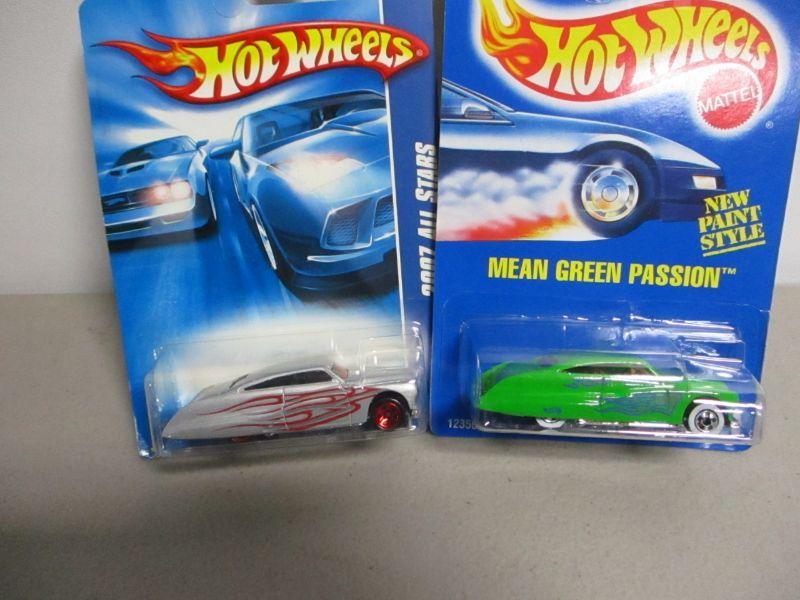 HOT WHEELS®
2007 ALL STARS
HOT WHEELS
MATTEL
®
NEW
PAINT
STYLE
MEAN GREEN PASSION™